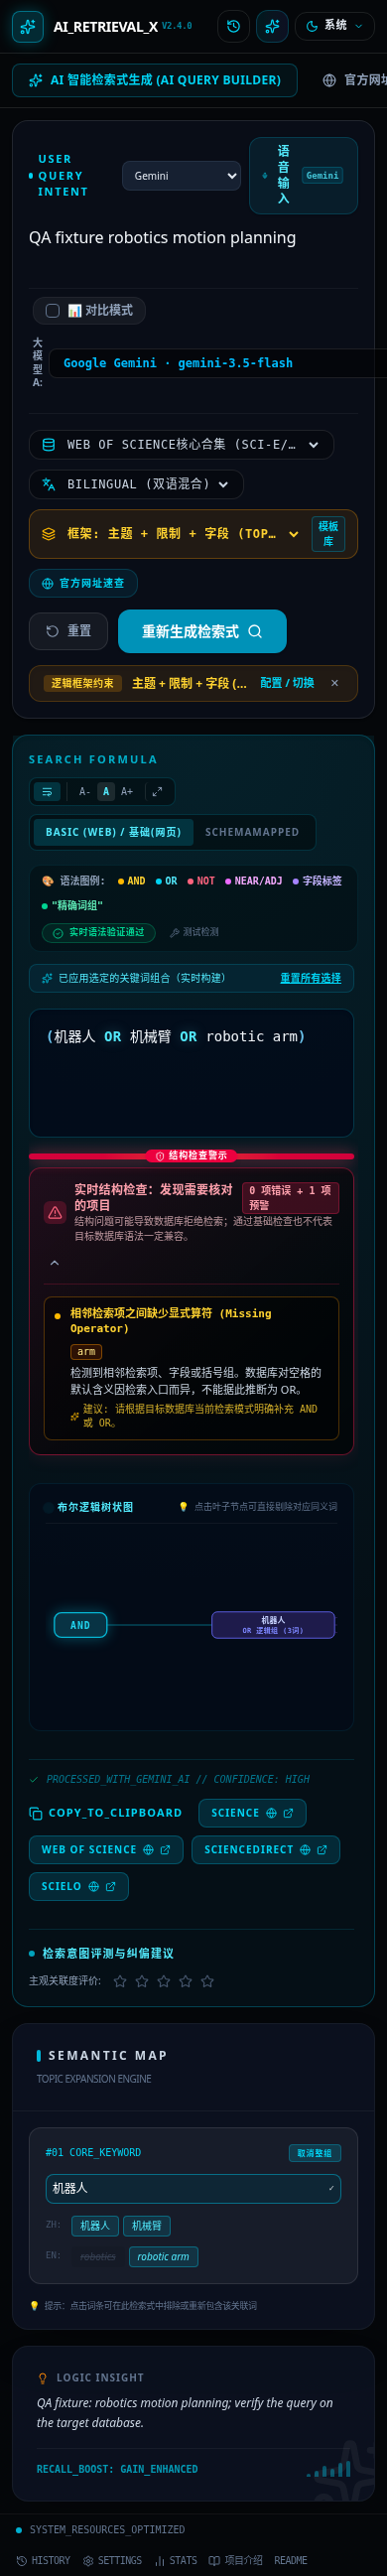 AI_RETRIEVAL_X V2.4.0 系统
AI 智能检索式生成 (AI QUERY BUILDER) 官方网址
USER QUERY INTENT
Gemini
语音输入 Gemini
QA fixture robotics motion planning
📊 对比模式
大模型 A:
Google Gemini · gemini-3.5-flash
WEB OF SCIENCE核心合集 (SCI-E/…
BILINGUAL (双语混合)
框架: 主题 + 限制 + 字段 (TOP… 模板库
官方网址速查
重置 重新生成检索式
逻辑框架约束 主题 + 限制 + 字段 (... 配置 / 切换 ×
SEARCH FORMULA
A- A A+
BASIC (WEB) / 基础(网页) SCHEMAMAPPED
🎨 语法图例: AND OR NOT NEAR/ADJ 字段标签
"精确词组"
实时语法验证通过 测试检测
已应用选定的关键词组合 (实时构建) 重置所有选择
(机器人 OR 机械臂 OR robotic arm)
结构检查警示
实时结构检查：发现需要核对的项目
0 项错误 + 1 项预警
结构问题可能导致数据库拒绝检索；通过基础检查也不代表目标数据库语法一定兼容。
相邻检索项之间缺少显式算符 (Missing Operator)
arm
检测到相邻检索项、字段或括号组。数据库对空格的默认含义因检索入口而异，不能据此推断为 OR。
建议: 请根据目标数据库当前检索模式明确补充 AND 或 OR。
布尔逻辑树状图 💡 点击叶子节点可直接剔除对应同义词
AND
机器人
OR 逻辑组 (3词)
PROCESSED_WITH_GEMINI_AI // CONFIDENCE: HIGH
COPY_TO_CLIPBOARD SCIENCE
WEB OF SCIENCE SCIENCEDIRECT
SCIELO
检索意图评测与纠偏建议
主观关联度评价:
SEMANTIC MAP
TOPIC EXPANSION ENGINE
#01 CORE_KEYWORD 取消整组
机器人 ✓
ZH: 机器人 机械臂
EN: robotics robotic arm
💡 提示：点击词条可在此检索式中排除或重新包含该关联词
LOGIC INSIGHT
QA fixture: robotics motion planning; verify the query on the target database.
RECALL_BOOST: GAIN_ENHANCED
SYSTEM_RESOURCES_OPTIMIZED
HISTORY SETTINGS STATS 项目介绍 README